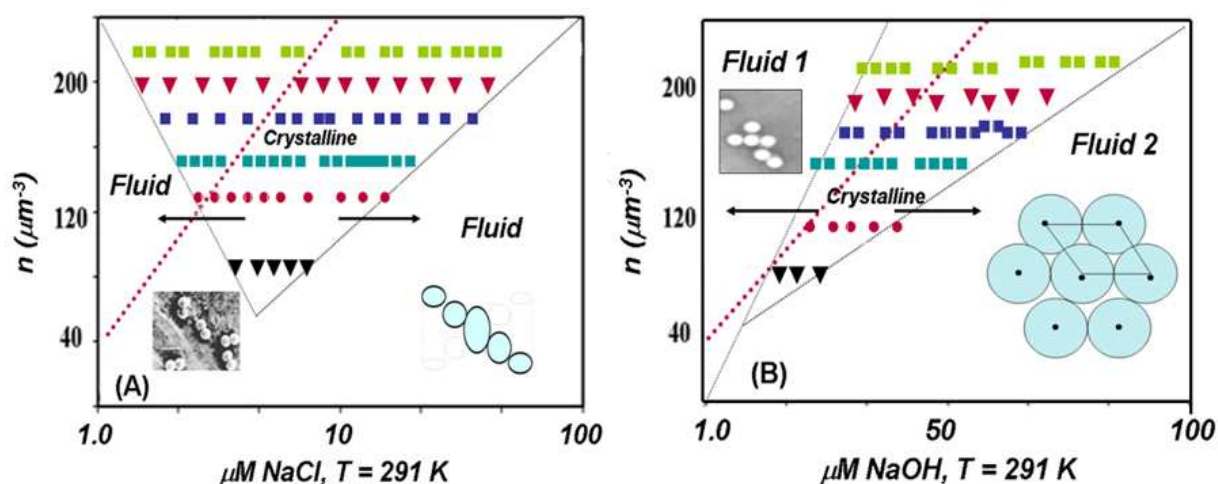 200
120
40
n (μm⁻³)
Fluid
Crystalline
Fluid
(A)
1.0
10
100
μM NaCl, T = 291 K
200
120
40
n (μm⁻³)
Fluid 1
Crystalline
Fluid 2
(B)
1.0
50
100
μM NaOH, T = 291 K